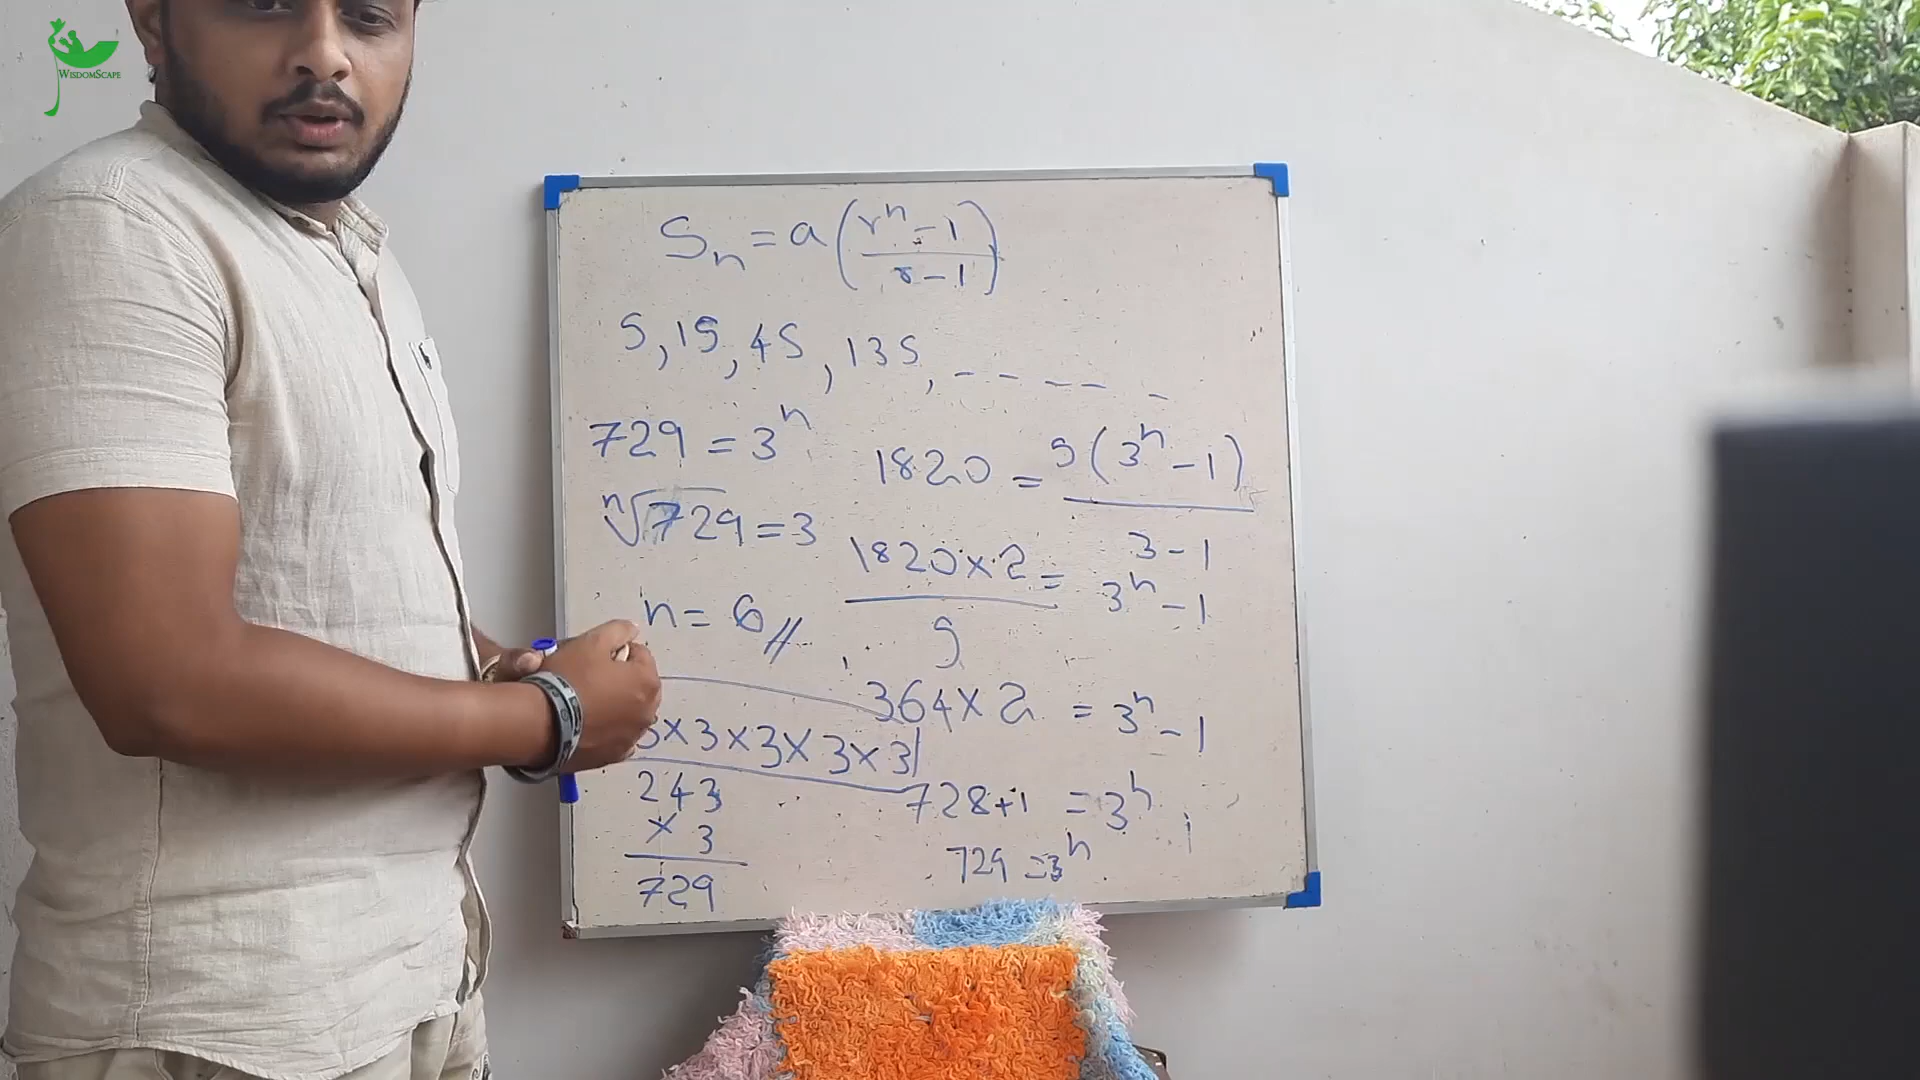 WISDOMSCAPE
Sn = a (r^n - 1 / r - 1)
5, 15, 45, 135, - - - - -
729 = 3^n
n√729 = 3
n = 6 //
3 x 3 x 3 x 3 x 3
243
x 3
729
1820 = 5(3^n - 1)
3 - 1
1820 x 2 = 3^n - 1
5
364 x 2 = 3^n - 1
728 + 1 = 3^n
729 = 3^n